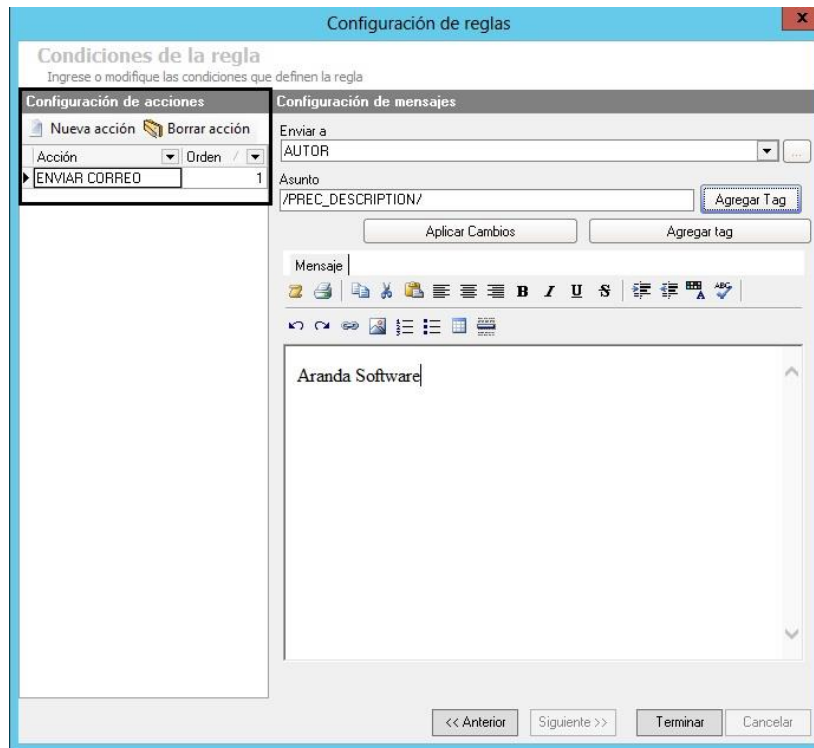 Configuración de reglas
x
Condiciones de la regla
Ingrese o modifique las condiciones que definen la regla
Configuración de acciones
Nueva acción Borrar acción
Acción Orden
ENVIAR CORREO 1
Configuración de mensajes
Enviar a
AUTOR
...
Asunto
/PREC_DESCRIPTION/ Agregar Tag
Aplicar Cambios Agregar tag
Mensaje
B I U S ABC
Aranda Software
<< Anterior Siguiente >> Terminar Cancelar